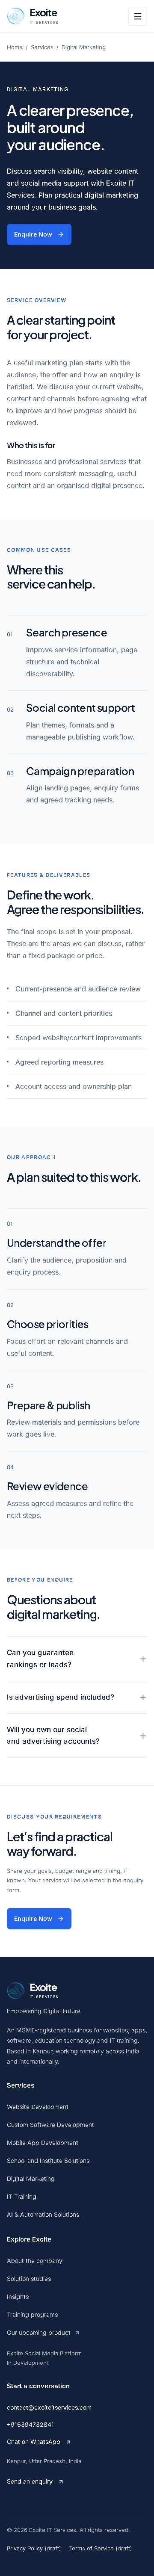 Exoite
IT SERVICES
Home / Services / Digital Marketing
DIGITAL MARKETING
A clearer presence,
built around
your audience.
Discuss search visibility, website content
and social media support with Exoite IT
Services. Plan practical digital marketing
around your business goals.
Enquire Now →
SERVICE OVERVIEW
A clear starting point
for your project.
A useful marketing plan starts with the
audience, the offer and how an enquiry is
handled. We discuss your current website,
content and channels before agreeing what
to improve and how progress should be
reviewed.
Who this is for
Businesses and professional services that
need more consistent messaging, useful
content and an organised digital presence.
COMMON USE CASES
Where this
service can help.
01 Search presence
Improve service information, page
structure and technical
discoverability.
02 Social content support
Plan themes, formats and a
manageable publishing workflow.
03 Campaign preparation
Align landing pages, enquiry forms
and agreed tracking needs.
FEATURES & DELIVERABLES
Define the work.
Agree the responsibilities.
The final scope is set in your proposal.
These are the areas we can discuss, rather
than a fixed package or price.
• Current-presence and audience review
• Channel and content priorities
• Scoped website/content improvements
• Agreed reporting measures
• Account access and ownership plan
OUR APPROACH
A plan suited to this work.
01
Understand the offer
Clarify the audience, proposition and
enquiry process.
02
Choose priorities
Focus effort on relevant channels and
useful content.
03
Prepare & publish
Review materials and permissions before
work goes live.
04
Review evidence
Assess agreed measures and refine the
next steps.
BEFORE YOU ENQUIRE
Questions about
digital marketing.
Can you guarantee
rankings or leads? +
Is advertising spend included? +
Will you own our social
and advertising accounts? +
DISCUSS YOUR REQUIREMENTS
Let's find a practical
way forward.
Share your goals, budget range and timing, if
known. Your service will be selected in the enquiry
form.
Enquire Now →
Exoite
IT SERVICES
Empowering Digital Future
An MSME-registered business for websites, apps,
software, education technology and IT training.
Based in Kanpur, working remotely across India
and internationally.
Services
Website Development
Custom Software Development
Mobile App Development
School and Institute Solutions
Digital Marketing
IT Training
AI & Automation Solutions
Explore Exoite
About the company
Solution studies
Insights
Training programs
Our upcoming product ↗
Exoite Social Media Platform
In Development
Start a conversation
contact@exoiteitservices.com
+916394732641
Chat on WhatsApp ↗
Kanpur, Uttar Pradesh, India
Send an enquiry ↗
© 2026 Exoite IT Services. All rights reserved.
Privacy Policy (draft) Terms of Service (draft)